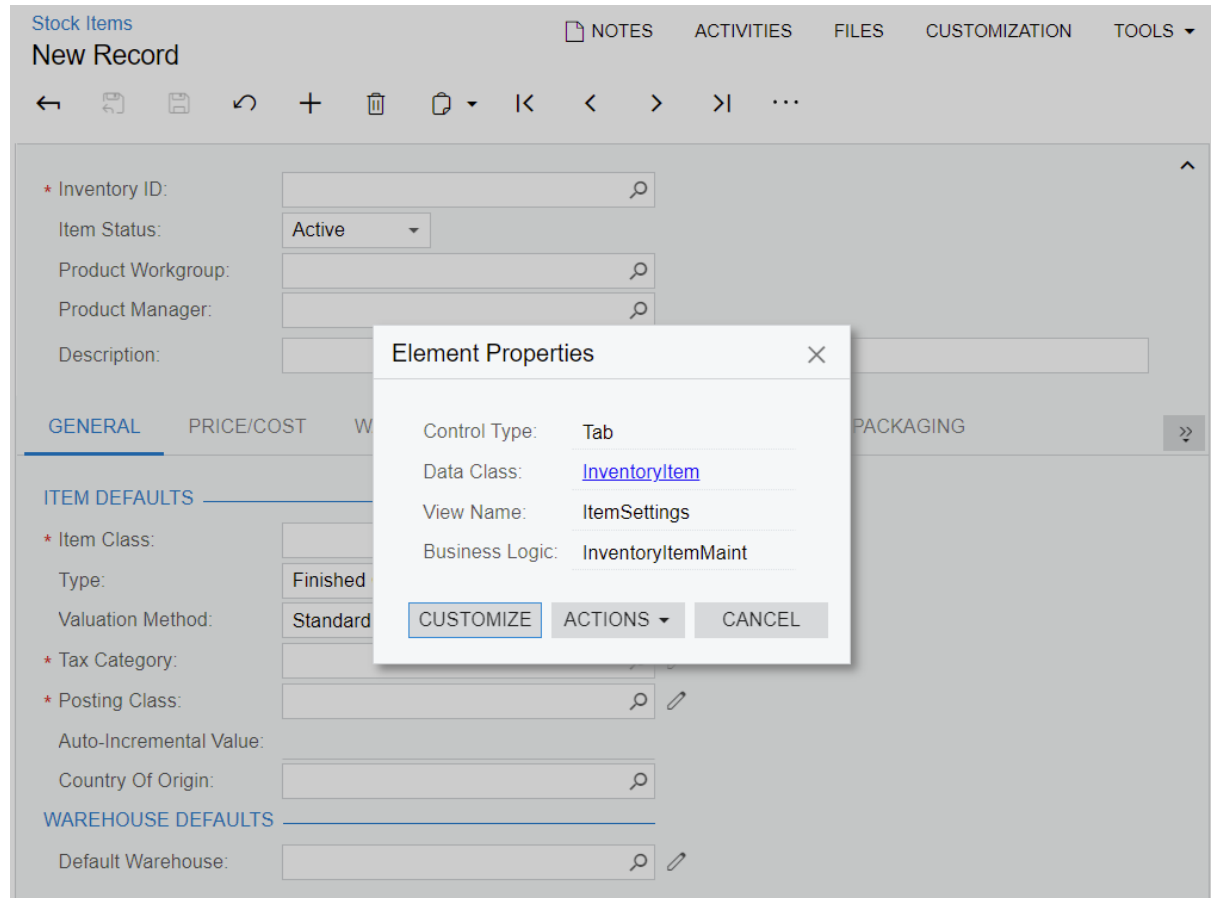 Stock Items
New Record
NOTES ACTIVITIES FILES CUSTOMIZATION TOOLS
* Inventory ID:
Item Status: Active
Product Workgroup:
Product Manager:
Description:
GENERAL PRICE/COST W PACKAGING
ITEM DEFAULTS
* Item Class:
Type: Finished
Valuation Method: Standard
* Tax Category:
* Posting Class:
Auto-Incremental Value:
Country Of Origin:
WAREHOUSE DEFAULTS
Default Warehouse:
Element Properties
Control Type: Tab
Data Class: InventoryItem
View Name: ItemSettings
Business Logic: InventoryItemMaint
CUSTOMIZE ACTIONS CANCEL